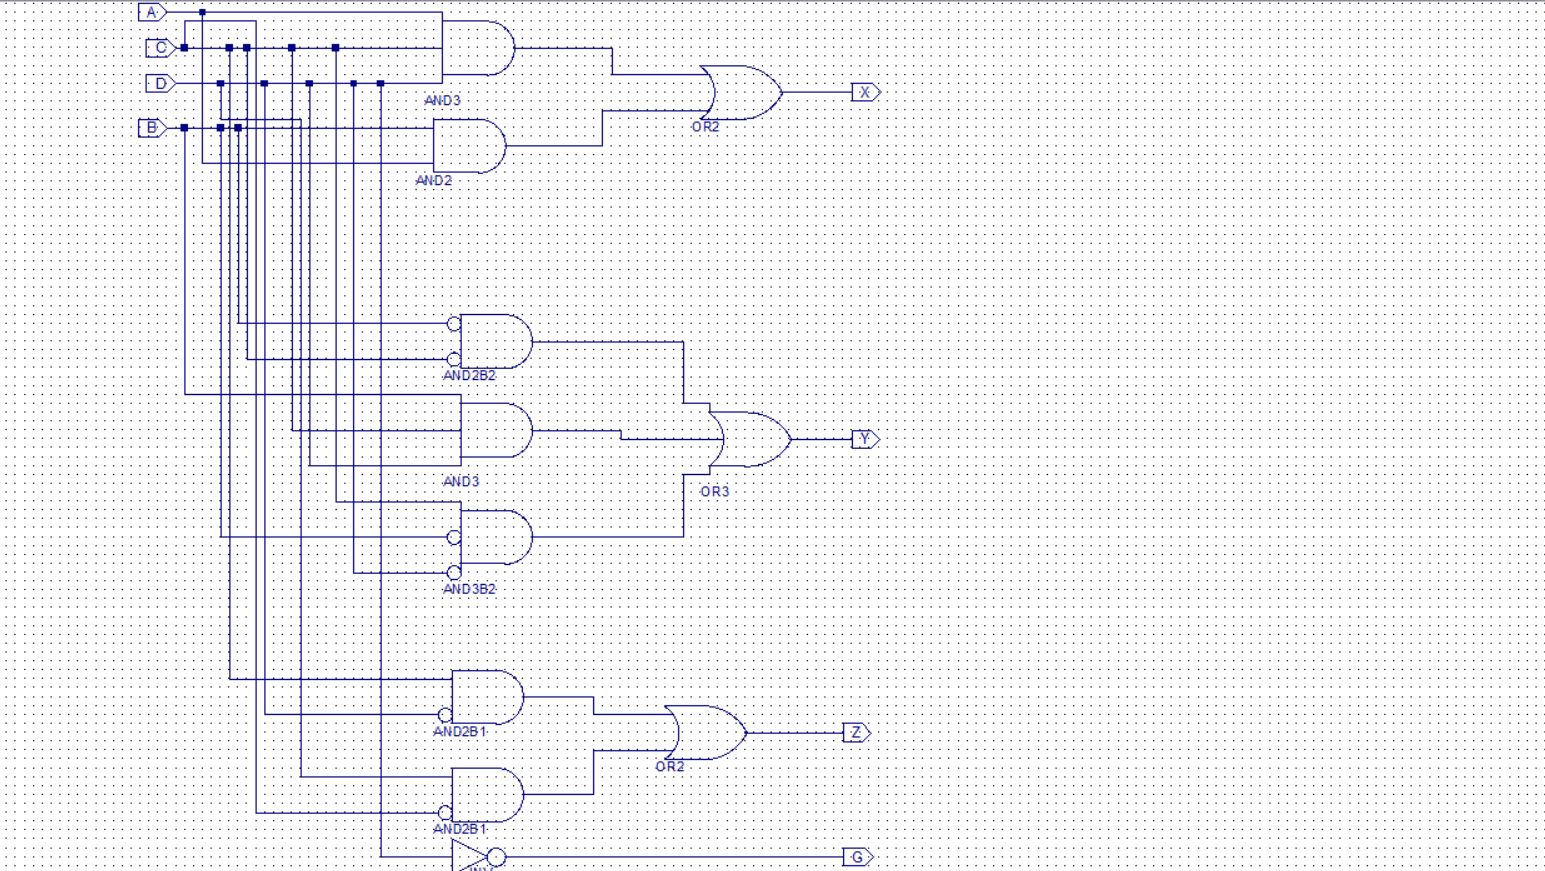 A
C
D
B
AND3
AND2
OR2
X
AND2B2
AND3
AND3B2
OR3
Y
AND2B1
AND2B1
OR2
Z
G